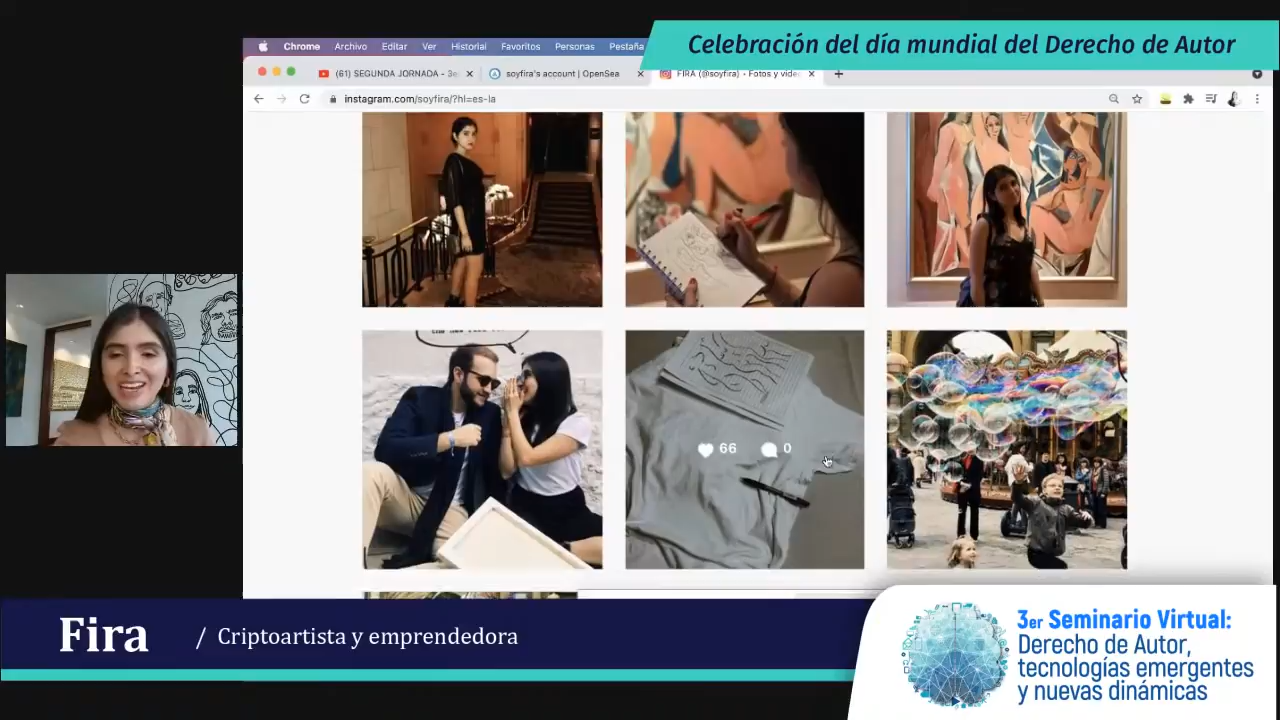 Celebración del día mundial del Derecho de Autor
Chrome Archivo Editar Ver Historial Favoritos Personas Pestaña
(61) SEGUNDA JORNADA - 3e
soyfira's account | OpenSea
FIRA (@soyfira) • Fotos y video
instagram.com/soyfira/?hl=es-la
66 0
Fira / Criptoartista y emprendedora
3er Seminario Virtual:
Derecho de Autor,
tecnologías emergentes
y nuevas dinámicas